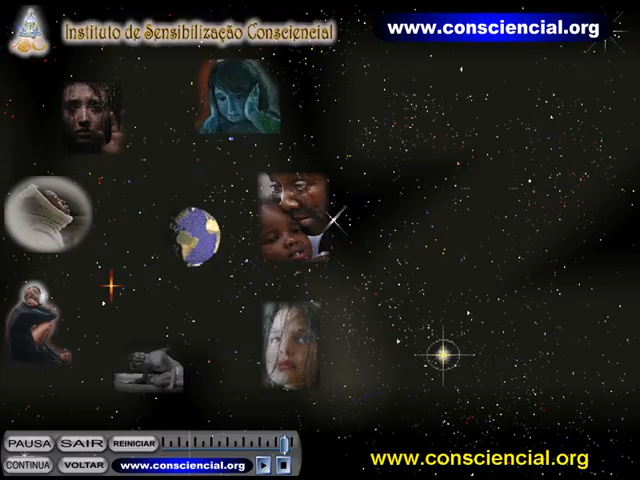 Instituto de Sensibilização Consciencial
www.consciencial.org
PAUSA SAIR REINICIAR
CONTINUA VOLTAR www.consciencial.org
www.consciencial.org